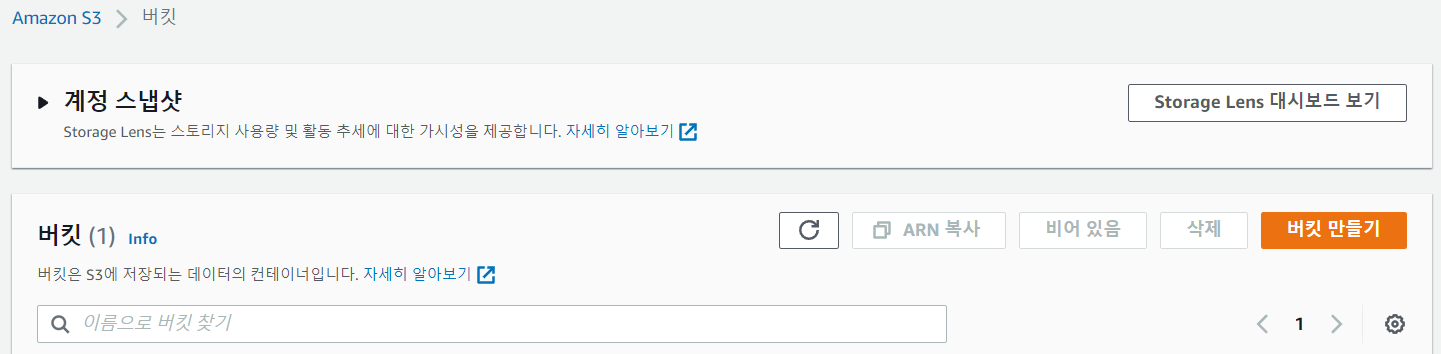 Amazon S3 > 버킷
계정 스냅샷
Storage Lens 대시보드 보기
Storage Lens는 스토리지 사용량 및 활동 추세에 대한 가시성을 제공합니다. 자세히 알아보기
버킷 (1) Info
ARN 복사
비어 있음
삭제
버킷 만들기
버킷은 S3에 저장되는 데이터의 컨테이너입니다. 자세히 알아보기
이름으로 버킷 찾기
1